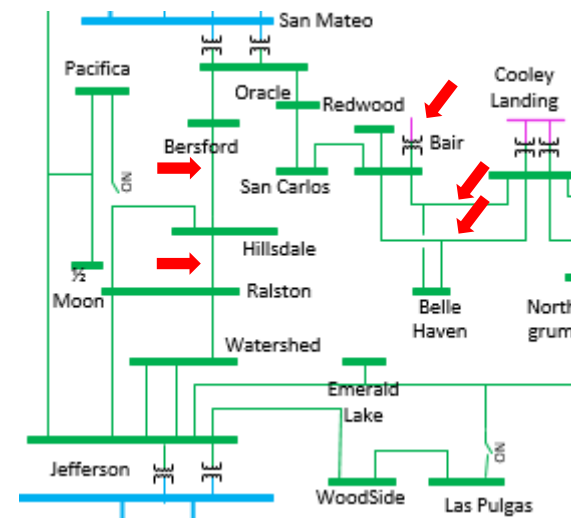 San Mateo
Pacifica
Cooley
Landing
Oracle
Redwood
Bair
Bersford
San Carlos
NO
Hillsdale
½
Moon
Ralston
Belle
Haven
North
grum
Watershed
Emerald
Lake
NO
Jefferson
WoodSide
Las Pulgas